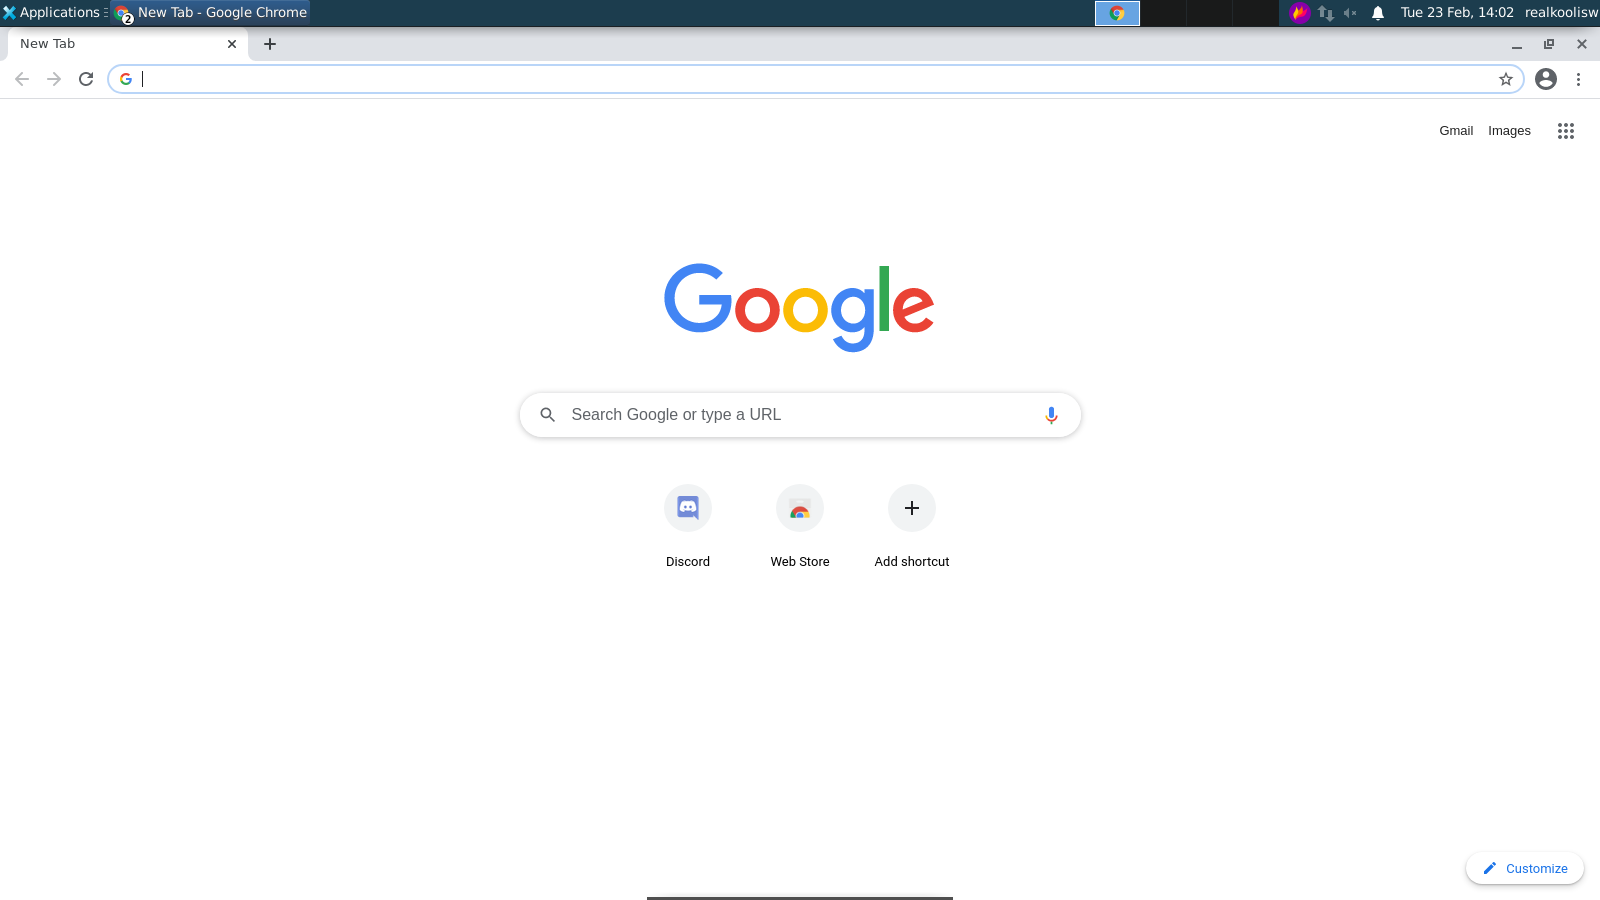 Applications
2
New Tab - Google Chrome
Tue 23 Feb, 14:02
realkoolisw
New Tab
Gmail
Images
Google
Search Google or type a URL
Discord
Web Store
Add shortcut
Customize